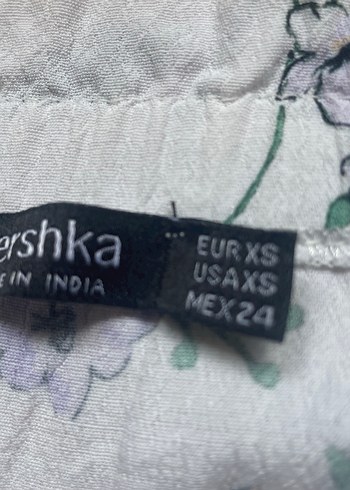 ershka
E IN INDIA
EUR XS
USA XS
MEX 24